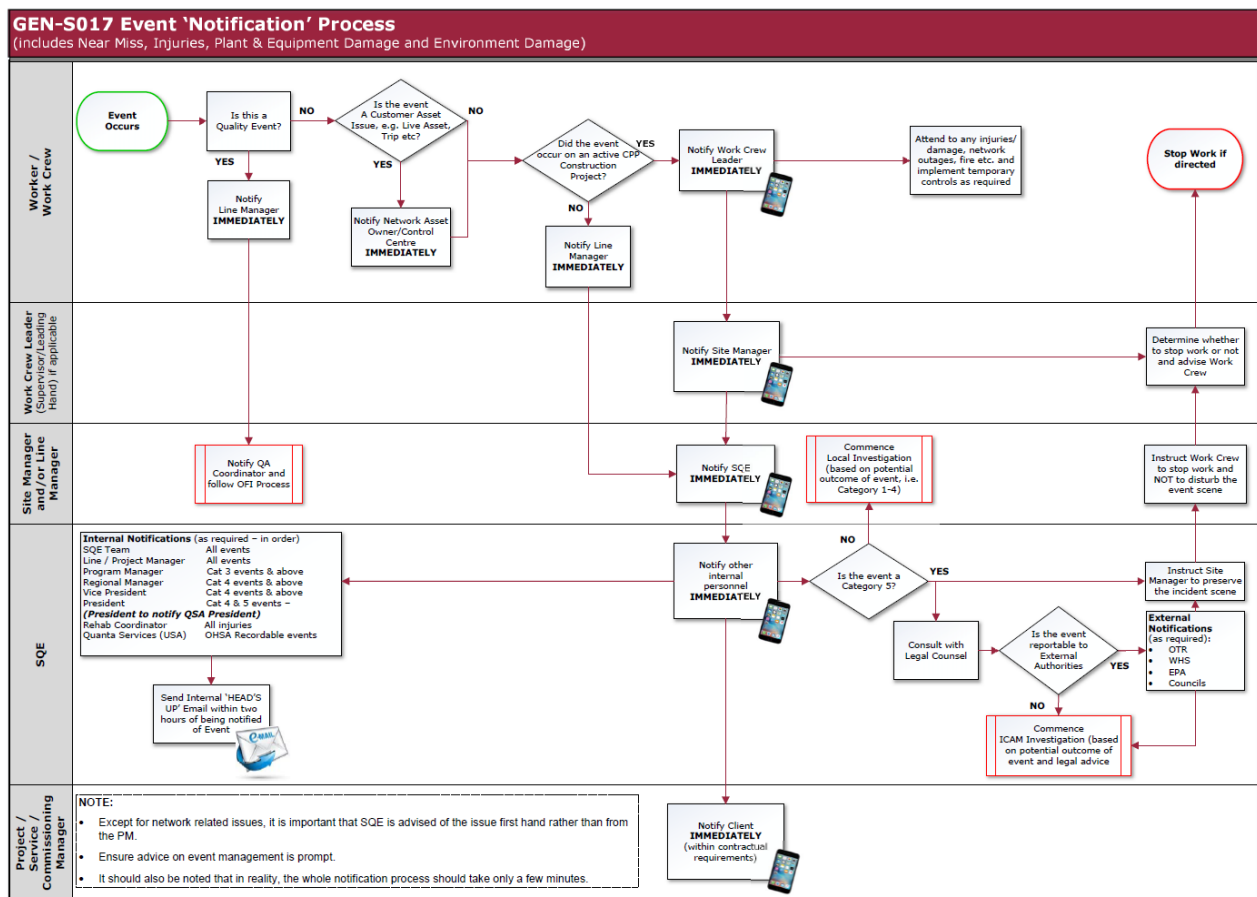 GEN-S017 Event ‘Notification’ Process
(includes Near Miss, Injuries, Plant & Equipment Damage and Environment Damage)
Worker /
Work Crew
Event
Occurs
Is this a
Quality Event?
NO
YES
Notify
Line Manager
IMMEDIATELY
Is the event
A Customer Asset
Issue, e.g. Live Asset,
Trip etc?
NO
YES
Notify Network Asset
Owner/Control
Centre
IMMEDIATELY
Did the event
occur on an active CPP
Construction
Project?
YES
NO
Notify Line
Manager
IMMEDIATELY
Notify Work Crew
Leader
IMMEDIATELY
Attend to any injuries/
damage, network
outages, fire etc. and
implement temporary
controls as required
Stop Work if
directed
Work Crew Leader
(Supervisor/Leading
Hand) if applicable
Notify Site Manager
IMMEDIATELY
Determine whether
to stop work or not
and advise Work
Crew
Site Manager
and/or Line
Manager
Notify QA
Coordinator and
follow OFI Process
Notify SQE
IMMEDIATELY
Commence
Local Investigation
(based on potential
outcome of event, i.e.
Category 1-4)
Instruct Work Crew
to stop work and
NOT to disturb the
event scene
SQE
Internal Notifications (as required – in order)
SQE Team All events
Line / Project Manager All events
Program Manager Cat 3 events & above
Regional Manager Cat 4 events & above
Vice President Cat 4 events & above
President Cat 4 & 5 events –
(President to notify QSA President)
Rehab Coordinator All injuries
Quanta Services (USA) OHSA Recordable events
Send Internal ‘HEAD’S
UP’ Email within two
hours of being notified
of Event
e-MAIL
Notify other
internal
personnel
IMMEDIATELY
NO
Is the event a
Category 5?
YES
Consult with
Legal Counsel
Is the event
reportable to
External
Authorities
YES
NO
Instruct Site
Manager to preserve
the incident scene
External
Notifications
(as required):
• OTR
• WHS
• EPA
• Councils
Commence
ICAM Investigation (based
on potential outcome of
event and legal advice
Project /
Service /
Commissioning
Manager
NOTE:
• Except for network related issues, it is important that SQE is advised of the issue first hand rather than from
the PM.
• Ensure advice on event management is prompt.
• It should also be noted that in reality, the whole notification process should take only a few minutes.
Notify Client
IMMEDIATELY
(within contractual
requirements)